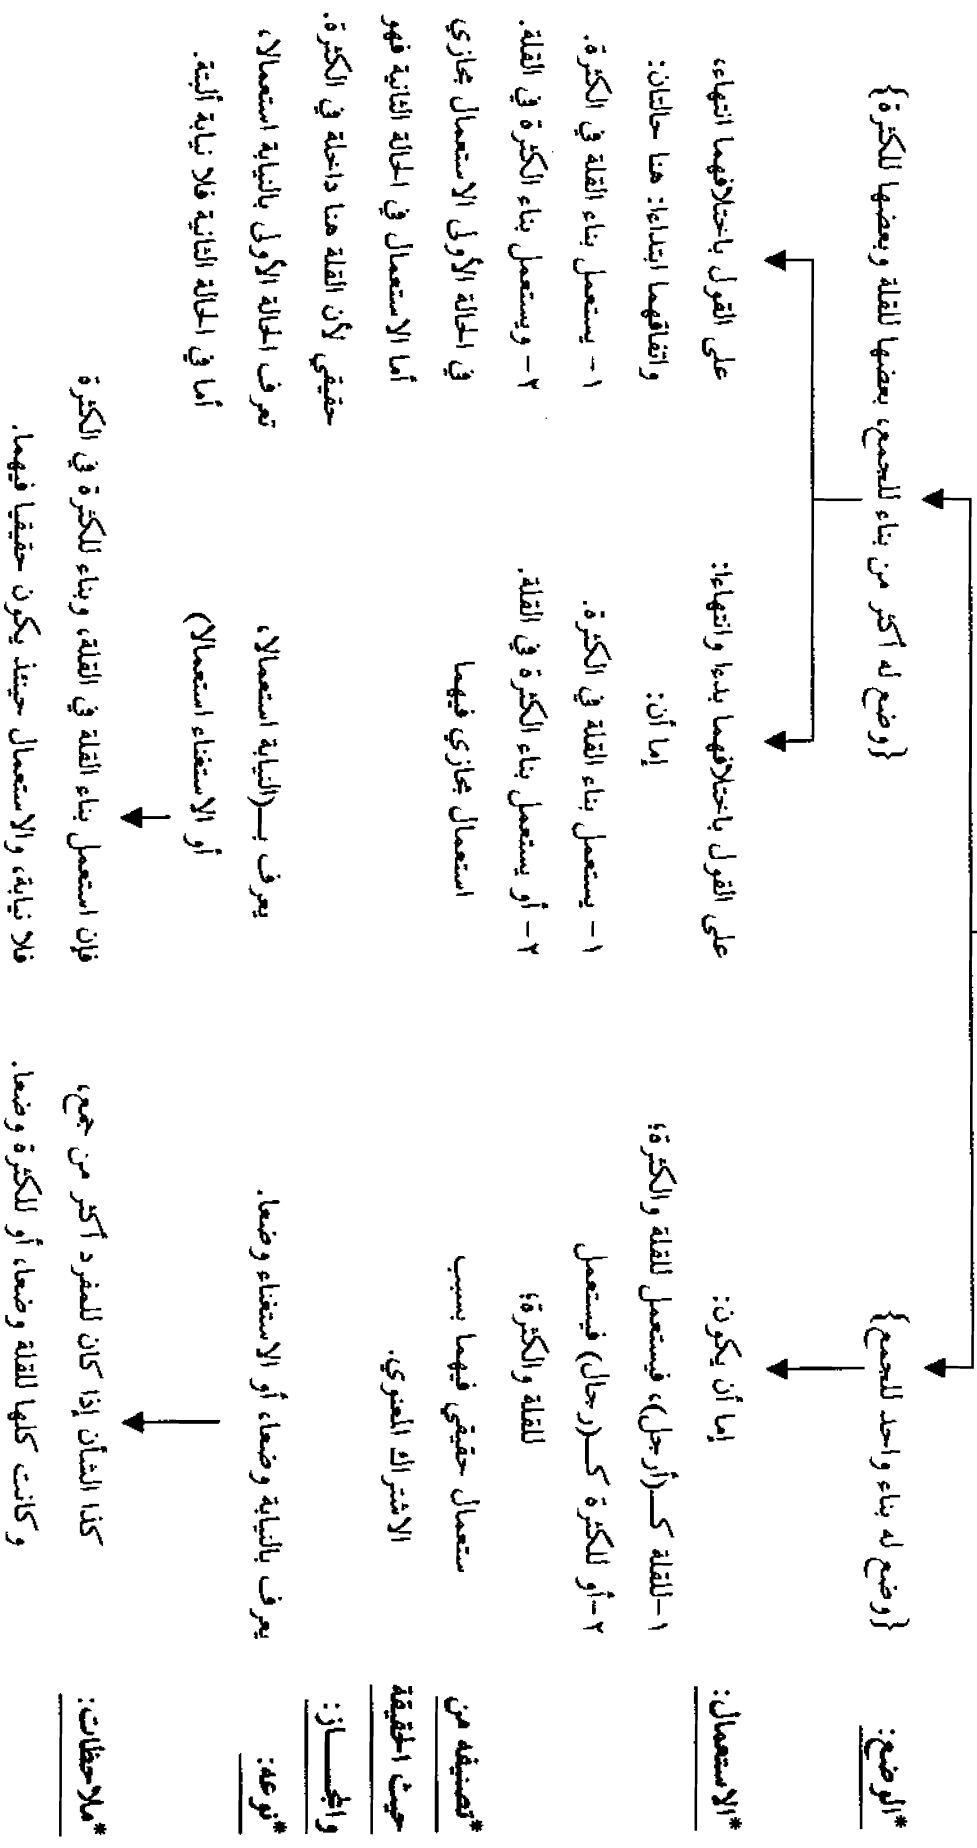 *الوضع:
{وضع له بناء واحد للجمع}
{وضع له أكثر من بناء للجمع، بعضها للقلة وبعضها للكثرة}
*الاستعمال:
إما أن يكون:
١-للقلة كـ(أرجل)، فيستعمل للقلة والكثرة؛
٢-أو للكثرة كـ(رجال) فيستعمل
للقلة والكثرة؛
على القول باختلافهما بدءا وانتهاءا:
إما أن:
١- يستعمل بناء القلة في الكثرة.
٢- أو يستعمل بناء الكثرة في القلة.
على القول باختلافهما انتهاء،
واتفاقهما ابتداءا: هنا حالتان:
١- يستعمل بناء القلة في الكثرة.
٢- ويستعمل بناء الكثرة في القلة.
*تصنيفه من
حيث الحقيقة
والمجـــاز:
ستعمال حقيقي فيهما بسبب
الاشتراك المعنوي.
استعمال مجازي فيهما
في الحالة الأولى الاستعمال مجازي
أما الاستعمال في الحالة الثانية فهو
حقيقي لأن القلة هنا داخلة في الكثرة.
*نوعه:
يعرف بالنيابة وضعا، أو الاستغناء وضعا.
يعرف بـ(النيابة استعمالا،
أو الاستغناء استعمالا)
تعرف الحالة الأولى بالنيابة استعمالا،
أما في الحالة الثانية فلا نيابة ألبتة.
*ملاحظات:
كذا الشأن إذا كان للمفرد أكثر من جمع،
وكانت كلها للقلة وضعا، أو للكثرة وضعا.
فإن استعمل بناء القلة في القلة، وبناء للكثرة في الكثرة
فلا نيابة، والاستعمال حينئذ يكون حقيقيا فيهما.